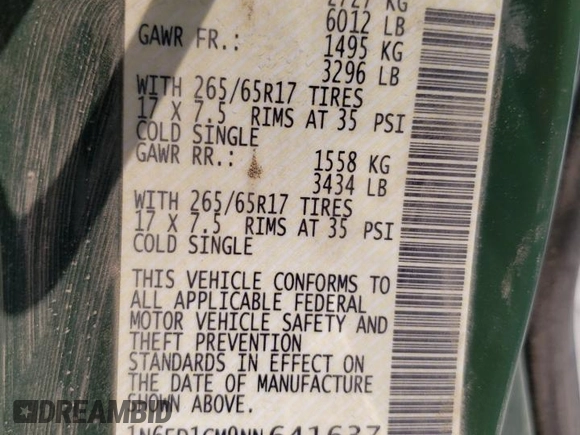 2727 KG
6012 LB
GAWR FR.: 1495 KG
3296 LB
WITH 265/65R17 TIRES
17 X 7.5 RIMS AT 35 PSI
COLD SINGLE
GAWR RR.: 1558 KG
3434 LB
WITH 265/65R17 TIRES
17 X 7.5 RIMS AT 35 PSI
COLD SINGLE
THIS VEHICLE CONFORMS TO
ALL APPLICABLE FEDERAL
MOTOR VEHICLE SAFETY AND
THEFT PREVENTION
STANDARDS IN EFFECT ON
THE DATE OF MANUFACTURE
SHOWN ABOVE.
DREAMBID